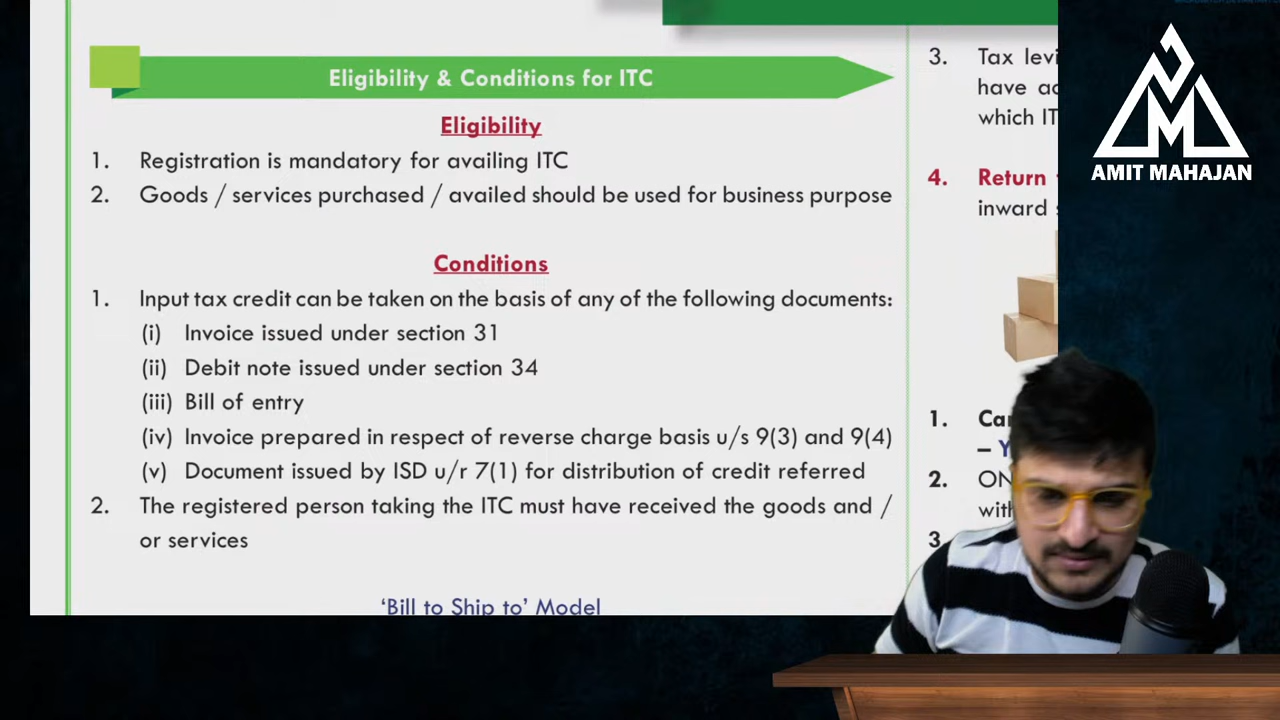 Eligibility & Conditions for ITC
Eligibility
1. Registration is mandatory for availing ITC
2. Goods / services purchased / availed should be used for business purpose
Conditions
1. Input tax credit can be taken on the basis of any of the following documents:
(i) Invoice issued under section 31
(ii) Debit note issued under section 34
(iii) Bill of entry
(iv) Invoice prepared in respect of reverse charge basis u/s 9(3) and 9(4)
(v) Document issued by ISD u/r 7(1) for distribution of credit referred
2. The registered person taking the ITC must have received the goods and /
or services
‘Bill to Ship to’ Model
3. Tax
have
which
4. Return
inward
1.
2.
3
AMIT MAHAJAN